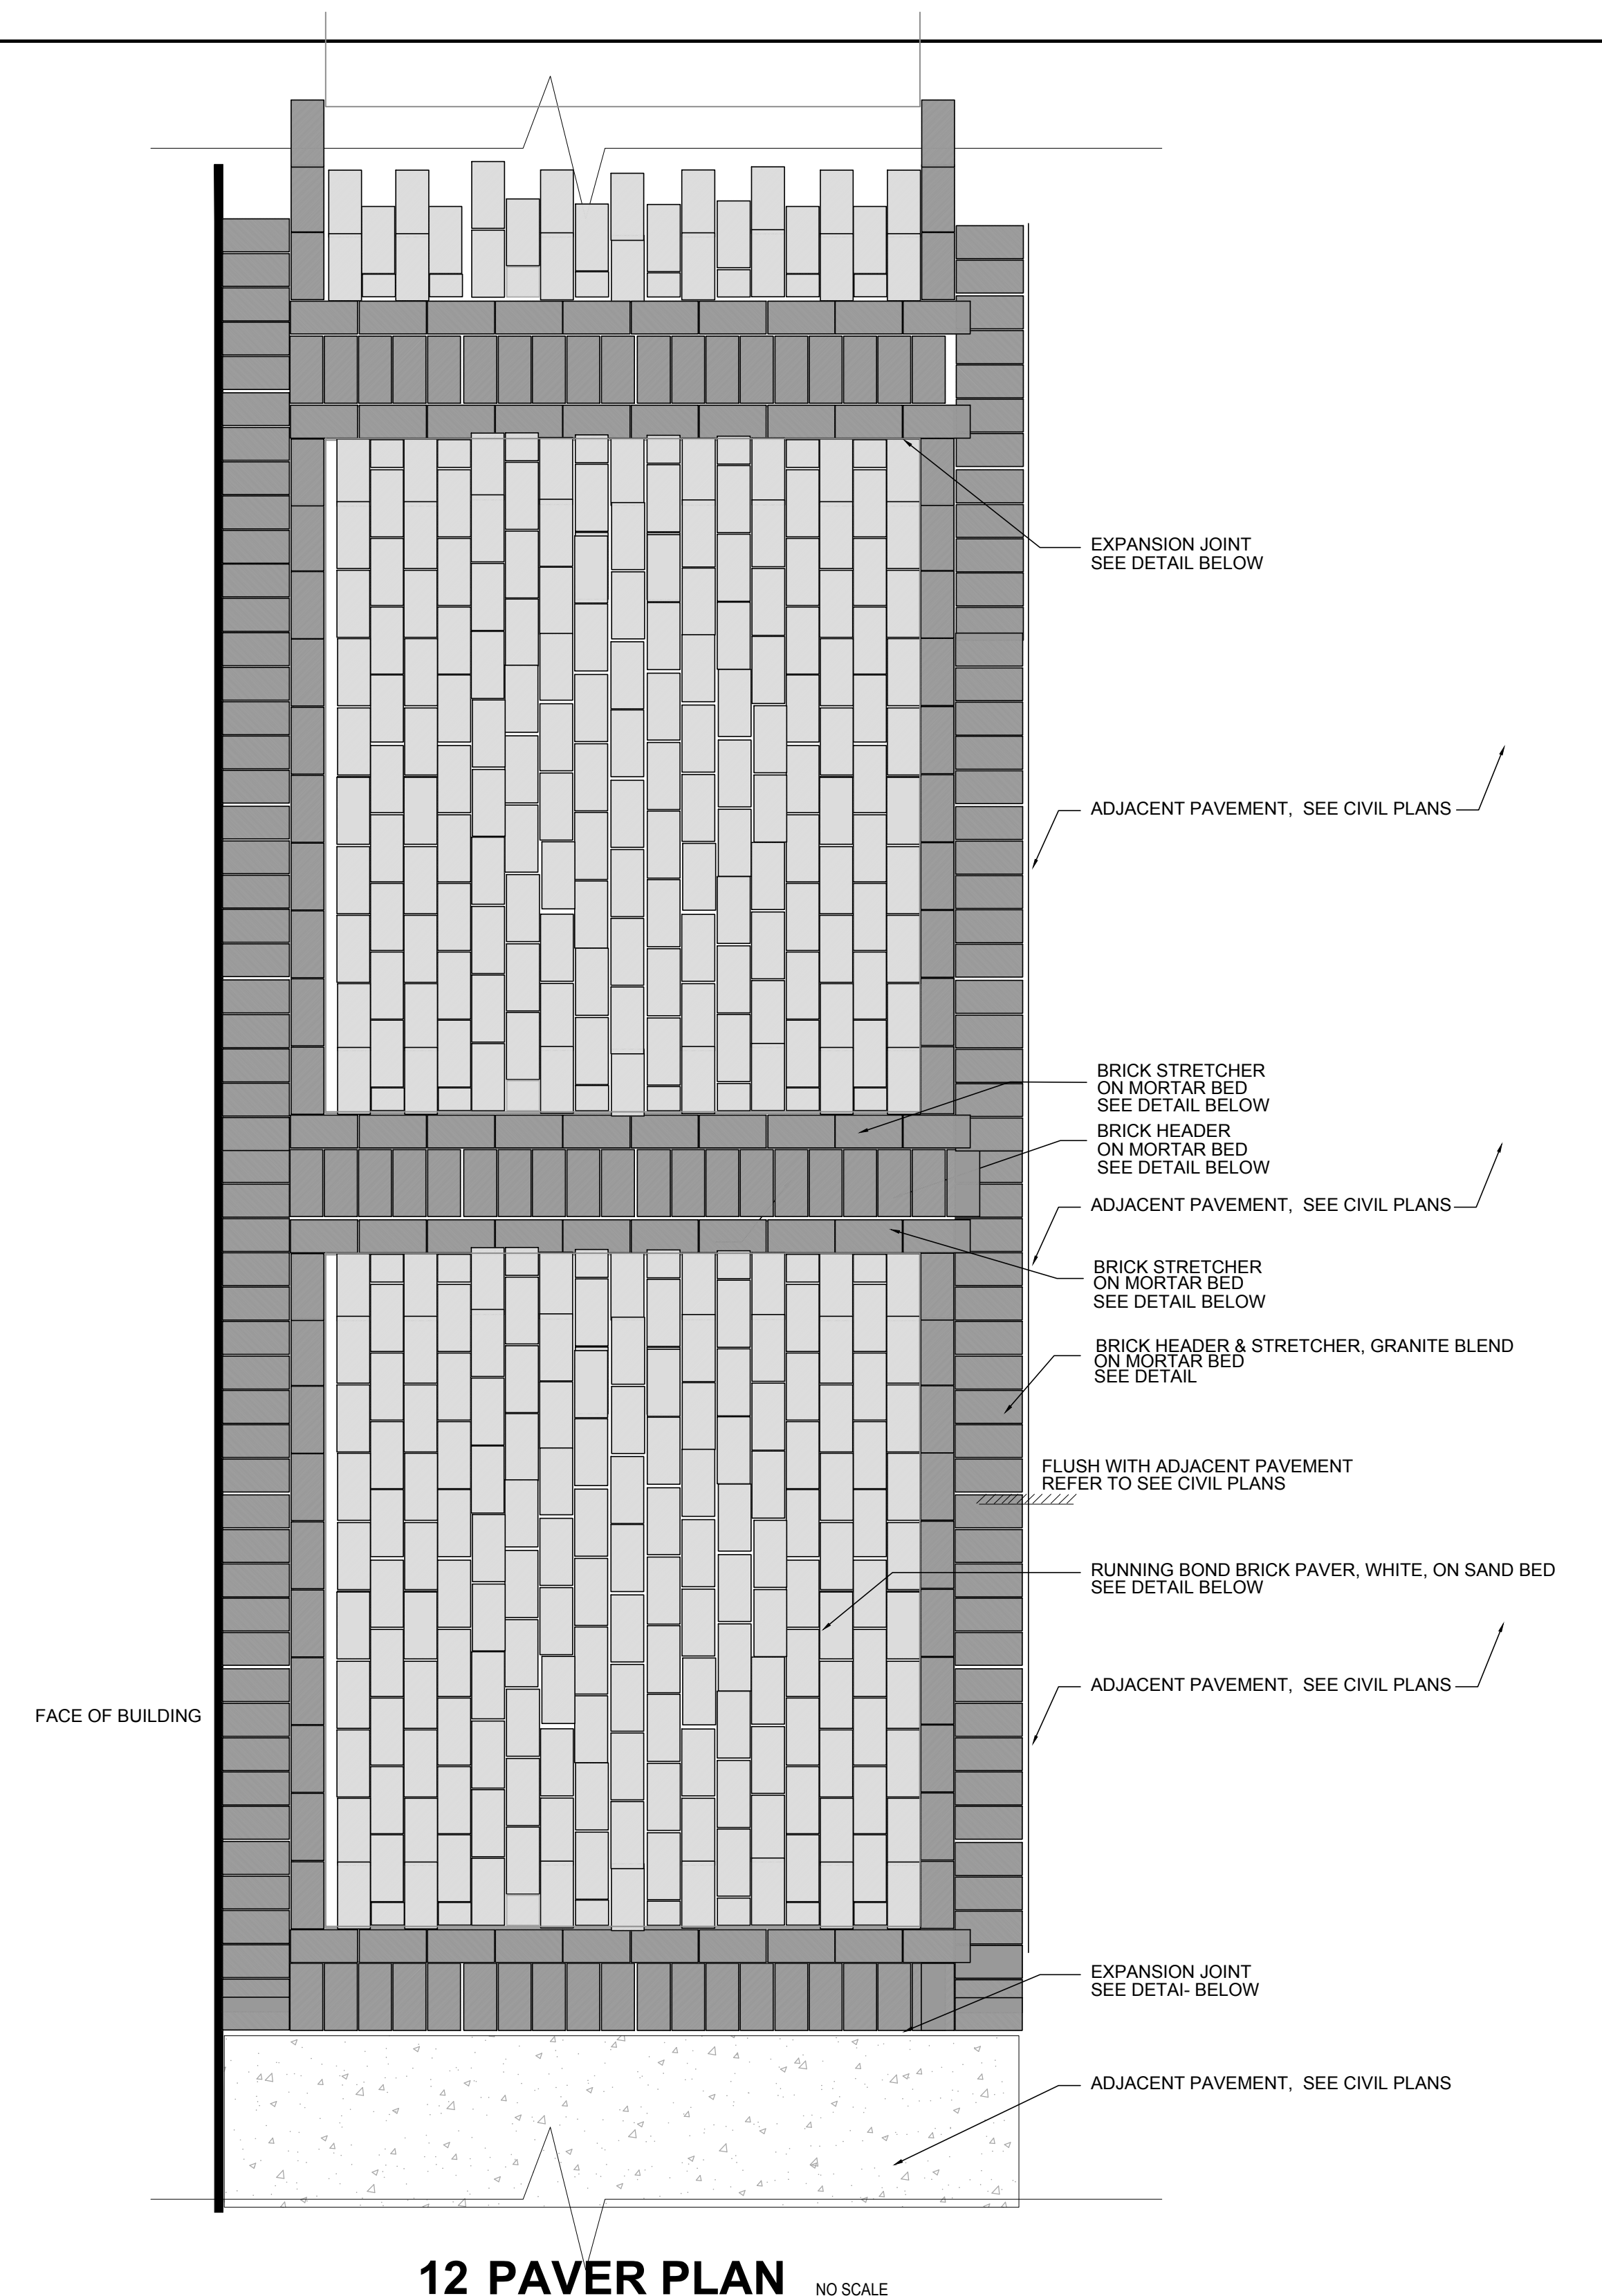 EXPANSION JOINT
SEE DETAIL BELOW
ADJACENT PAVEMENT, SEE CIVIL PLANS
BRICK STRETCHER
ON MORTAR BED
SEE DETAIL BELOW
BRICK HEADER
ON MORTAR BED
SEE DETAIL BELOW
ADJACENT PAVEMENT, SEE CIVIL PLANS
BRICK STRETCHER
ON MORTAR BED
SEE DETAIL BELOW
BRICK HEADER & STRETCHER, GRANITE BLEND
ON MORTAR BED
SEE DETAIL
FLUSH WITH ADJACENT PAVEMENT
REFER TO SEE CIVIL PLANS
RUNNING BOND BRICK PAVER, WHITE, ON SAND BED
SEE DETAIL BELOW
ADJACENT PAVEMENT, SEE CIVIL PLANS
FACE OF BUILDING
EXPANSION JOINT
SEE DETAI- BELOW
ADJACENT PAVEMENT, SEE CIVIL PLANS
12 PAVER PLAN NO SCALE